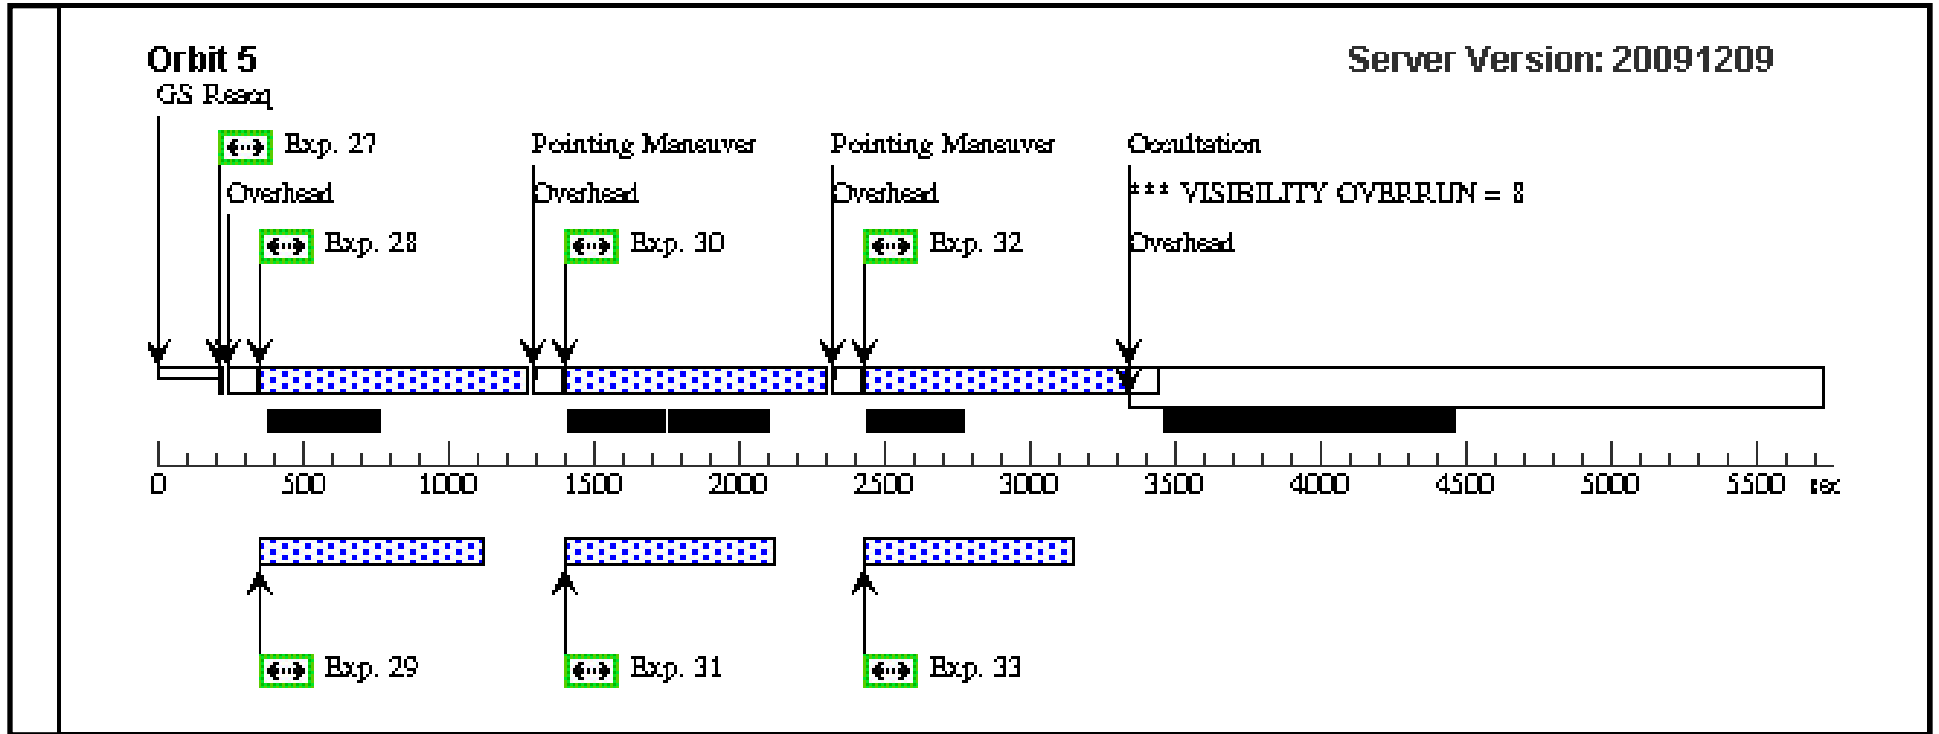 Orbit 5 Server Version: 20091209
GS Reacq
Exp. 27 Pointing Maneuver Pointing Maneuver Occultation
Overhead Overhead Overhead *** VISIBILITY OVERRUN = 8
Exp. 28 Exp. 30 Exp. 32 Overhead
0 500 1000 1500 2000 2500 3000 3500 4000 4500 5000 5500 sec
Exp. 29 Exp. 31 Exp. 33